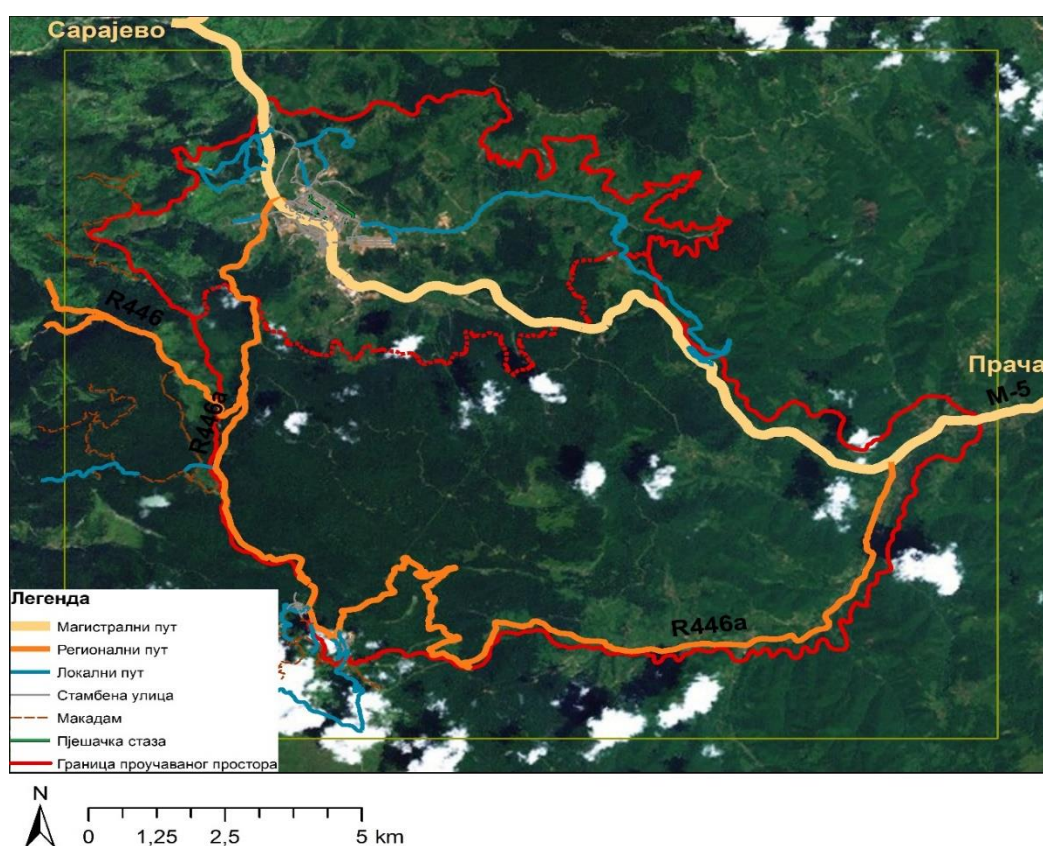 Сарајево
R446
R446a
Прача
M-5
R446a
Легенда
Магистрални пут
Регионални пут
Локални пут
Стамбена улица
Макадам
Пјешачка стаза
Граница проучаваног простора
N
0 1,25 2,5 5 km